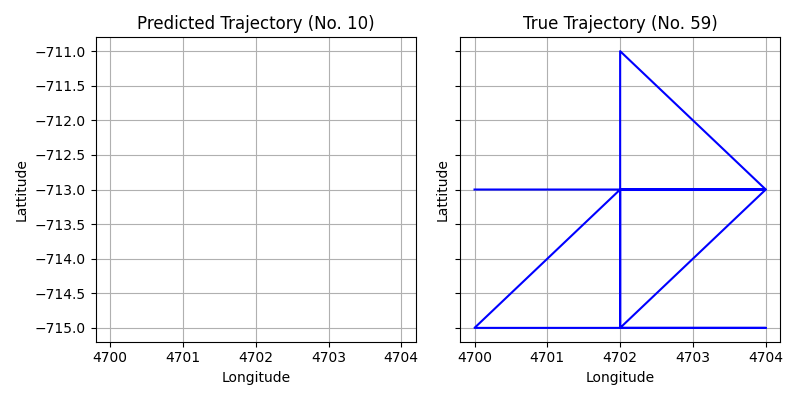 Predicted Trajectory (No. 10)
−711.0
−711.5
−712.0
−712.5
−713.0
−713.5
−714.0
−714.5
−715.0
Lattitude
4700 4701 4702 4703 4704
Longitude
True Trajectory (No. 59)
Lattitude
4700 4701 4702 4703 4704
Longitude